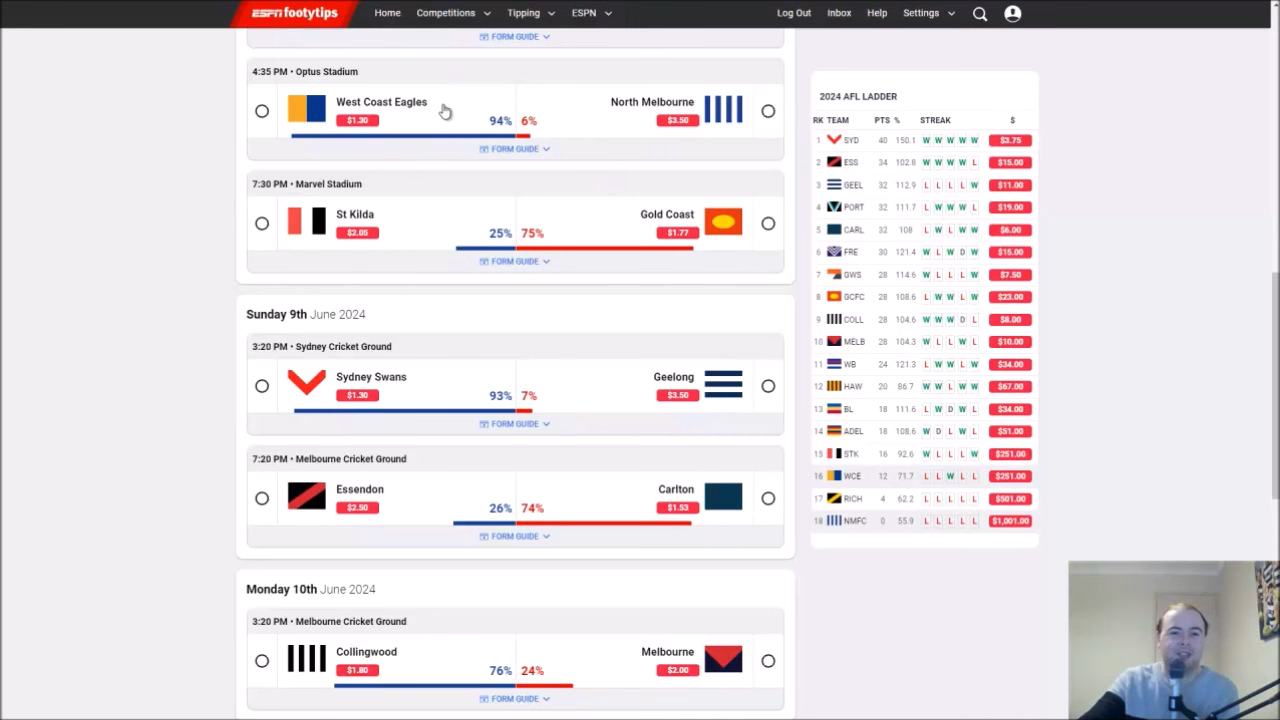 ESPN footytips Home Competitions Tipping ESPN Log Out Inbox Help Settings
FORM GUIDE
4:35 PM • Optus Stadium
West Coast Eagles
$1.30
94% 6%
North Melbourne
$3.50
FORM GUIDE
7:30 PM • Marvel Stadium
St Kilda
$2.05
25% 75%
Gold Coast
$1.77
FORM GUIDE
Sunday 9th June 2024
3:20 PM • Sydney Cricket Ground
Sydney Swans
$1.30
93% 7%
Geelong
$3.50
FORM GUIDE
7:20 PM • Melbourne Cricket Ground
Essendon
$2.50
26% 74%
Carlton
$1.53
FORM GUIDE
Monday 10th June 2024
3:20 PM • Melbourne Cricket Ground
Collingwood
$1.80
76% 24%
Melbourne
$2.00
FORM GUIDE
2024 AFL LADDER
RK TEAM PTS % STREAK $
1 SYD 40 150.1 W W W W W $3.75
2 ESS 34 102.8 W W W W L $15.00
3 GEEL 32 112.9 L L L L W $11.00
4 PORT 32 111.7 L W W W L $19.00
5 CARL 32 108 L W L W W $6.00
6 FRE 30 121.4 W L W D W $15.00
7 GWS 28 114.6 W L L L W $7.50
8 GCFC 28 108.6 L W W L W $23.00
9 COLL 28 104.6 W W W D L $8.00
10 MELB 28 104.3 W L L W L $10.00
11 WB 24 121.3 L W W L W $34.00
12 HAW 20 86.7 W W L W W $67.00
13 BL 18 111.6 L W D W L $34.00
14 ADEL 18 108.6 W D L W L $51.00
15 STK 16 92.6 W L L L W $251.00
16 WCE 12 71.7 L L W L L $251.00
17 RICH 4 62.2 L L L L L $501.00
18 NMFC 0 55.9 L L L L L $1,001.00